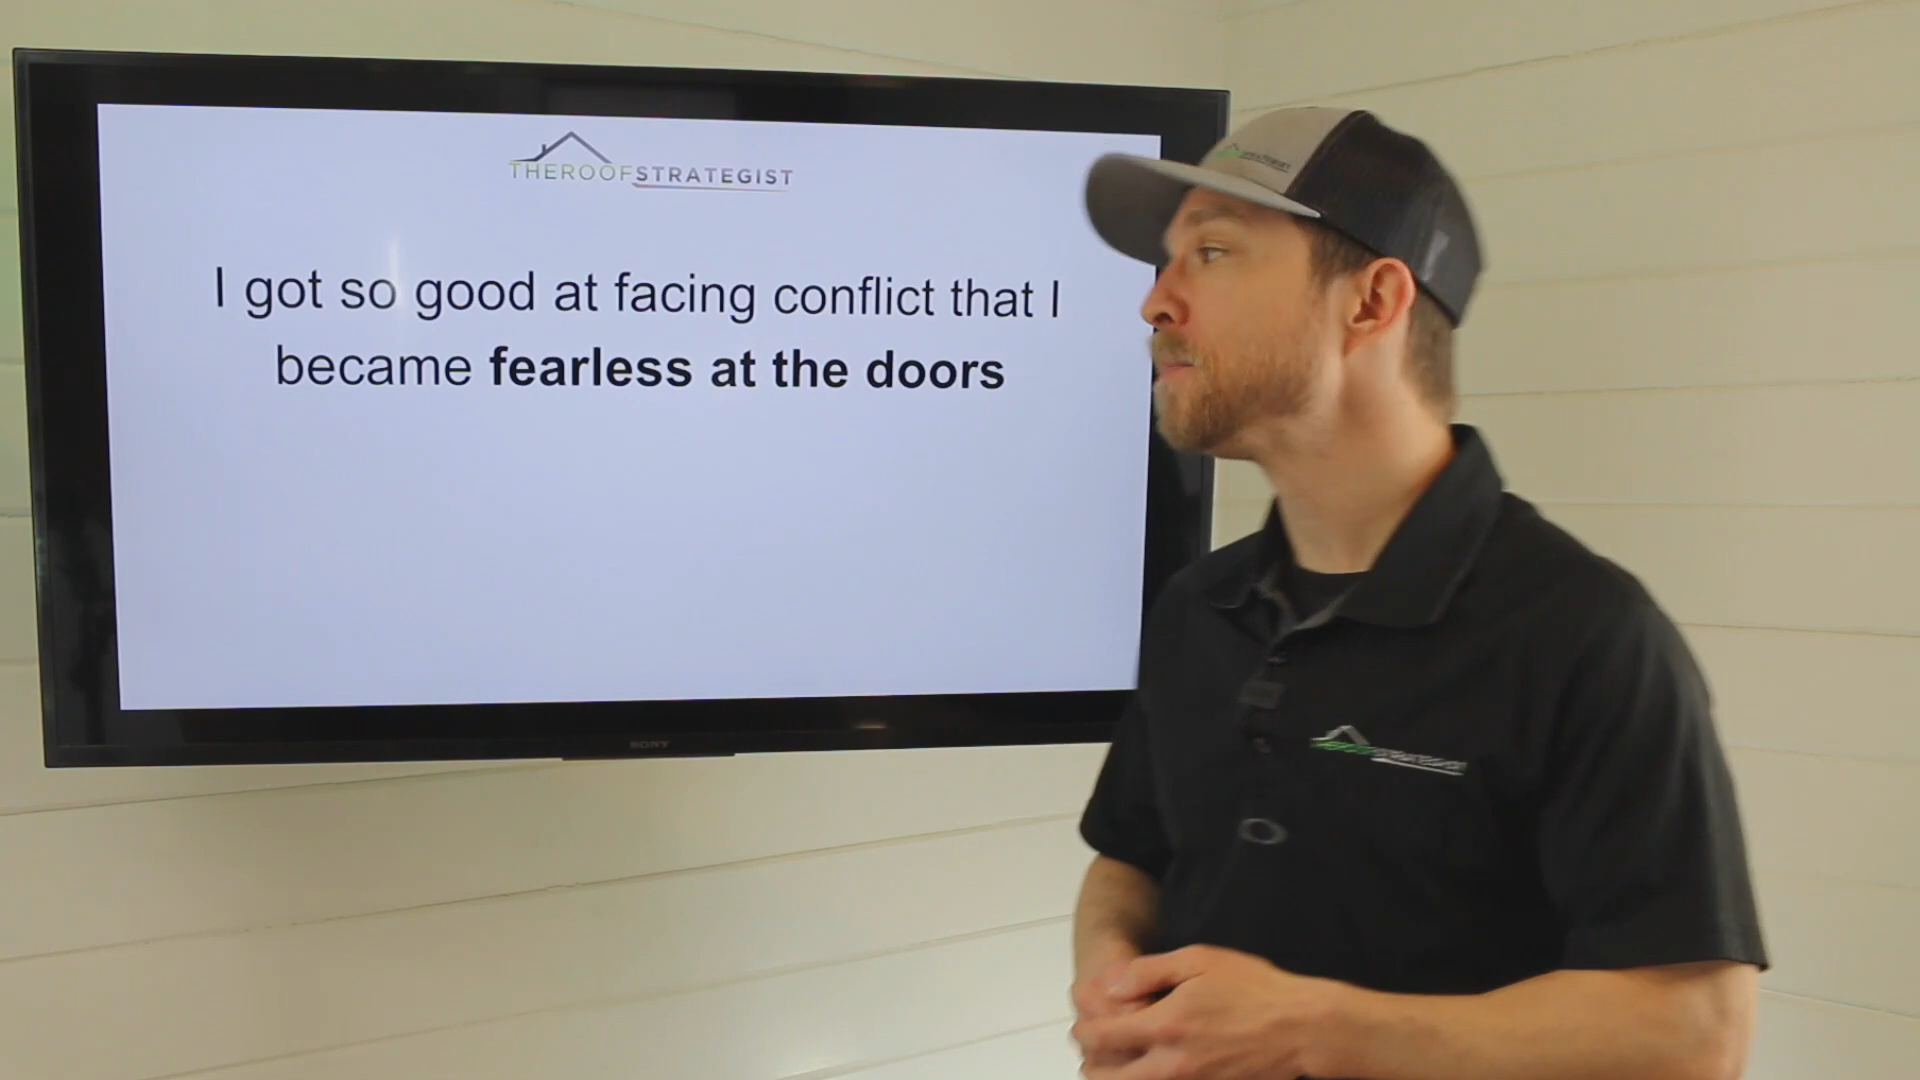 THEROOFSTRATEGIST
I got so good at facing conflict that I
became fearless at the doors
SONY